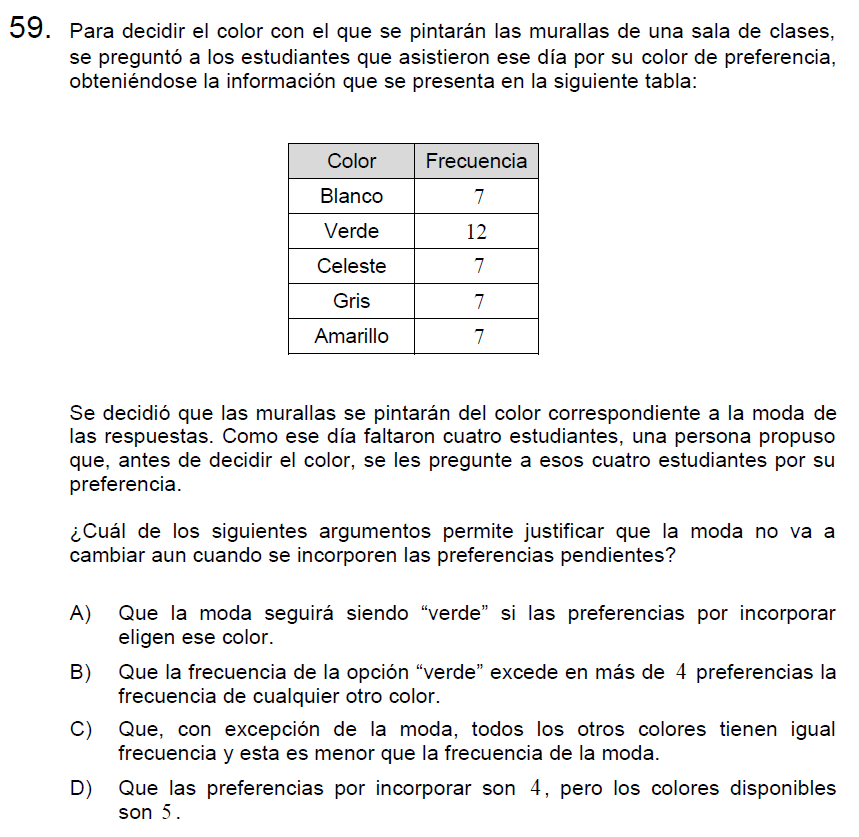 59. Para decidir el color con el que se pintarán las murallas de una sala de clases,
se preguntó a los estudiantes que asistieron ese día por su color de preferencia,
obteniéndose la información que se presenta en la siguiente tabla:
Color Frecuencia
Blanco 7
Verde 12
Celeste 7
Gris 7
Amarillo 7
Se decidió que las murallas se pintarán del color correspondiente a la moda de
las respuestas. Como ese día faltaron cuatro estudiantes, una persona propuso
que, antes de decidir el color, se les pregunte a esos cuatro estudiantes por su
preferencia.
¿Cuál de los siguientes argumentos permite justificar que la moda no va a
cambiar aun cuando se incorporen las preferencias pendientes?
A) Que la moda seguirá siendo “verde” si las preferencias por incorporar
eligen ese color.
B) Que la frecuencia de la opción “verde” excede en más de 4 preferencias la
frecuencia de cualquier otro color.
C) Que, con excepción de la moda, todos los otros colores tienen igual
frecuencia y esta es menor que la frecuencia de la moda.
D) Que las preferencias por incorporar son 4, pero los colores disponibles
son 5.